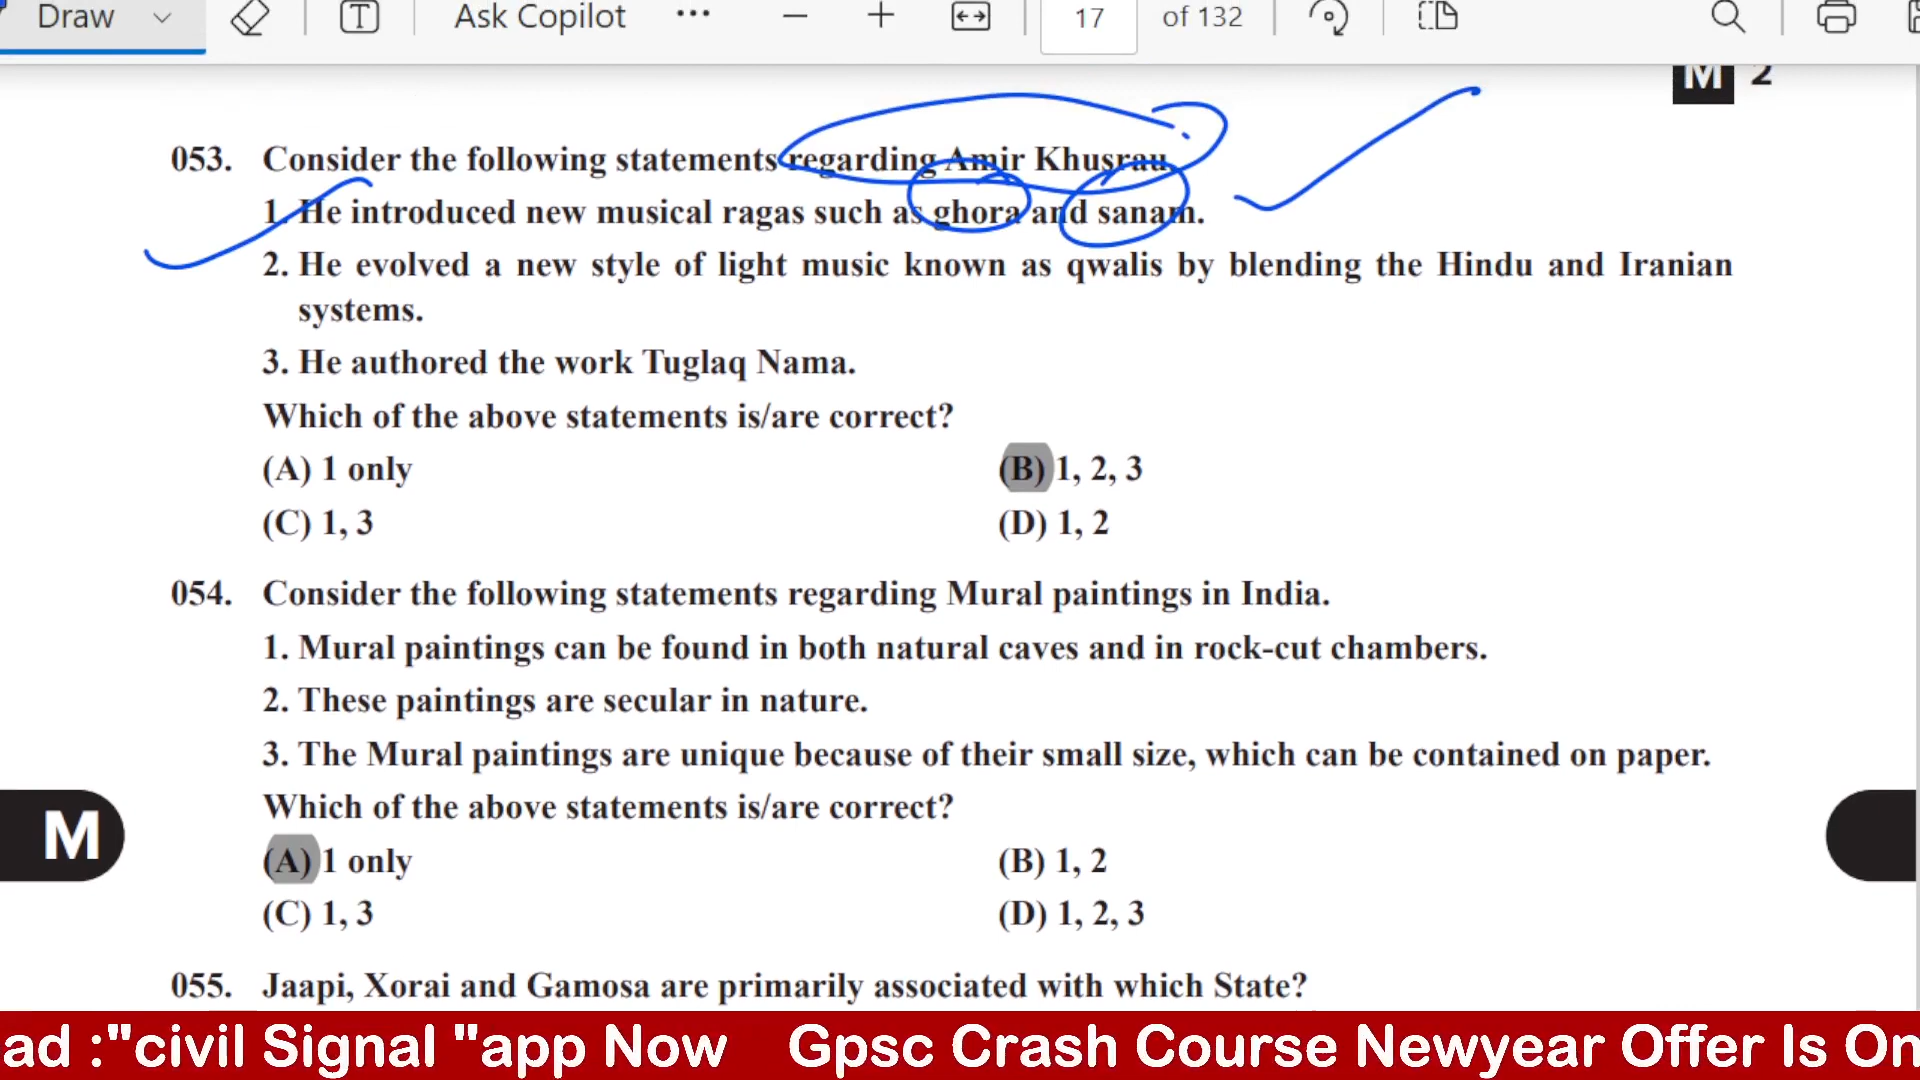 Draw
T
Ask Copilot
17 of 132
M 2
053. Consider the following statements regarding Amir Khusrau.
1. He introduced new musical ragas such as ghora and sanam.
2. He evolved a new style of light music known as qwalis by blending the Hindu and Iranian
systems.
3. He authored the work Tuglaq Nama.
Which of the above statements is/are correct?
(A) 1 only (B) 1, 2, 3
(C) 1, 3 (D) 1, 2
054. Consider the following statements regarding Mural paintings in India.
1. Mural paintings can be found in both natural caves and in rock-cut chambers.
2. These paintings are secular in nature.
3. The Mural paintings are unique because of their small size, which can be contained on paper.
M
Which of the above statements is/are correct?
(A) 1 only (B) 1, 2
(C) 1, 3 (D) 1, 2, 3
055. Jaapi, Xorai and Gamosa are primarily associated with which State?
ad :"civil Signal "app Now Gpsc Crash Course Newyear Offer Is On